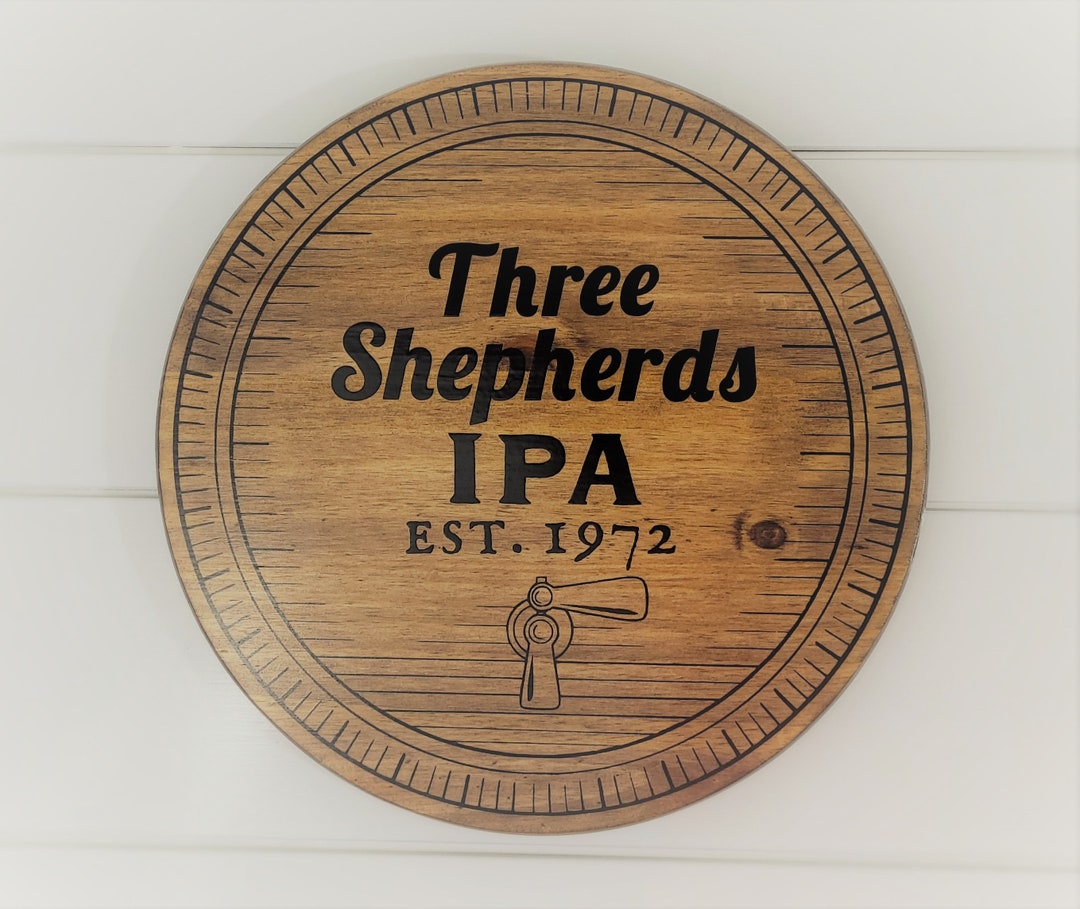 Three
Shepherds
IPA
EST. 1972